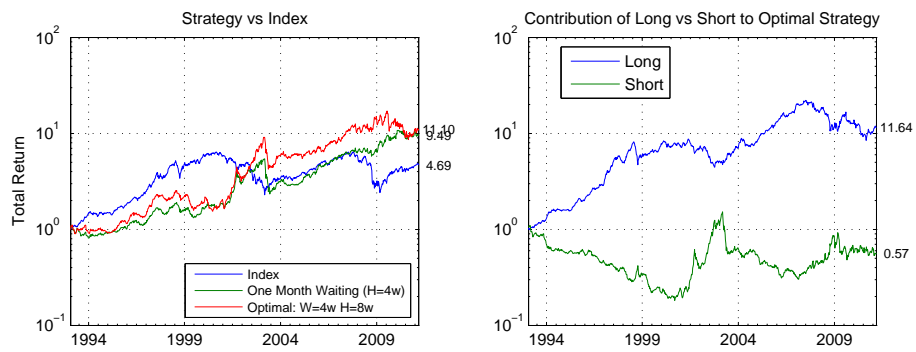 Strategy vs Index
Total Return
10^2
10^1
10^0
10^-1
1994 1999 2004 2009
11.10
9.49
4.69
Index
One Month Waiting (H=4w)
Optimal: W=4w H=8w
Contribution of Long vs Short to Optimal Strategy
10^2
10^1
10^0
10^-1
1994 1999 2004 2009
Long
Short
11.64
0.57